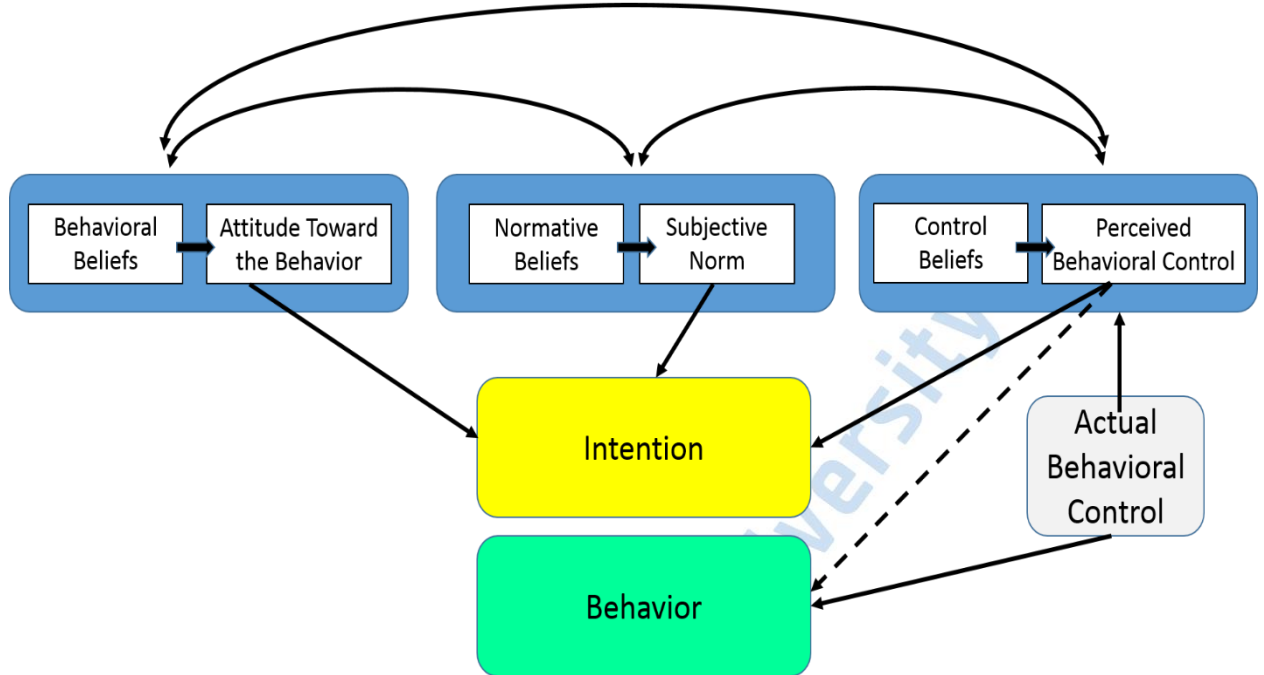 Behavioral
Beliefs
Attitude Toward
the Behavior
Normative
Beliefs
Subjective
Norm
Control
Beliefs
Perceived
Behavioral Control
Intention
Actual
Behavioral
Control
Behavior